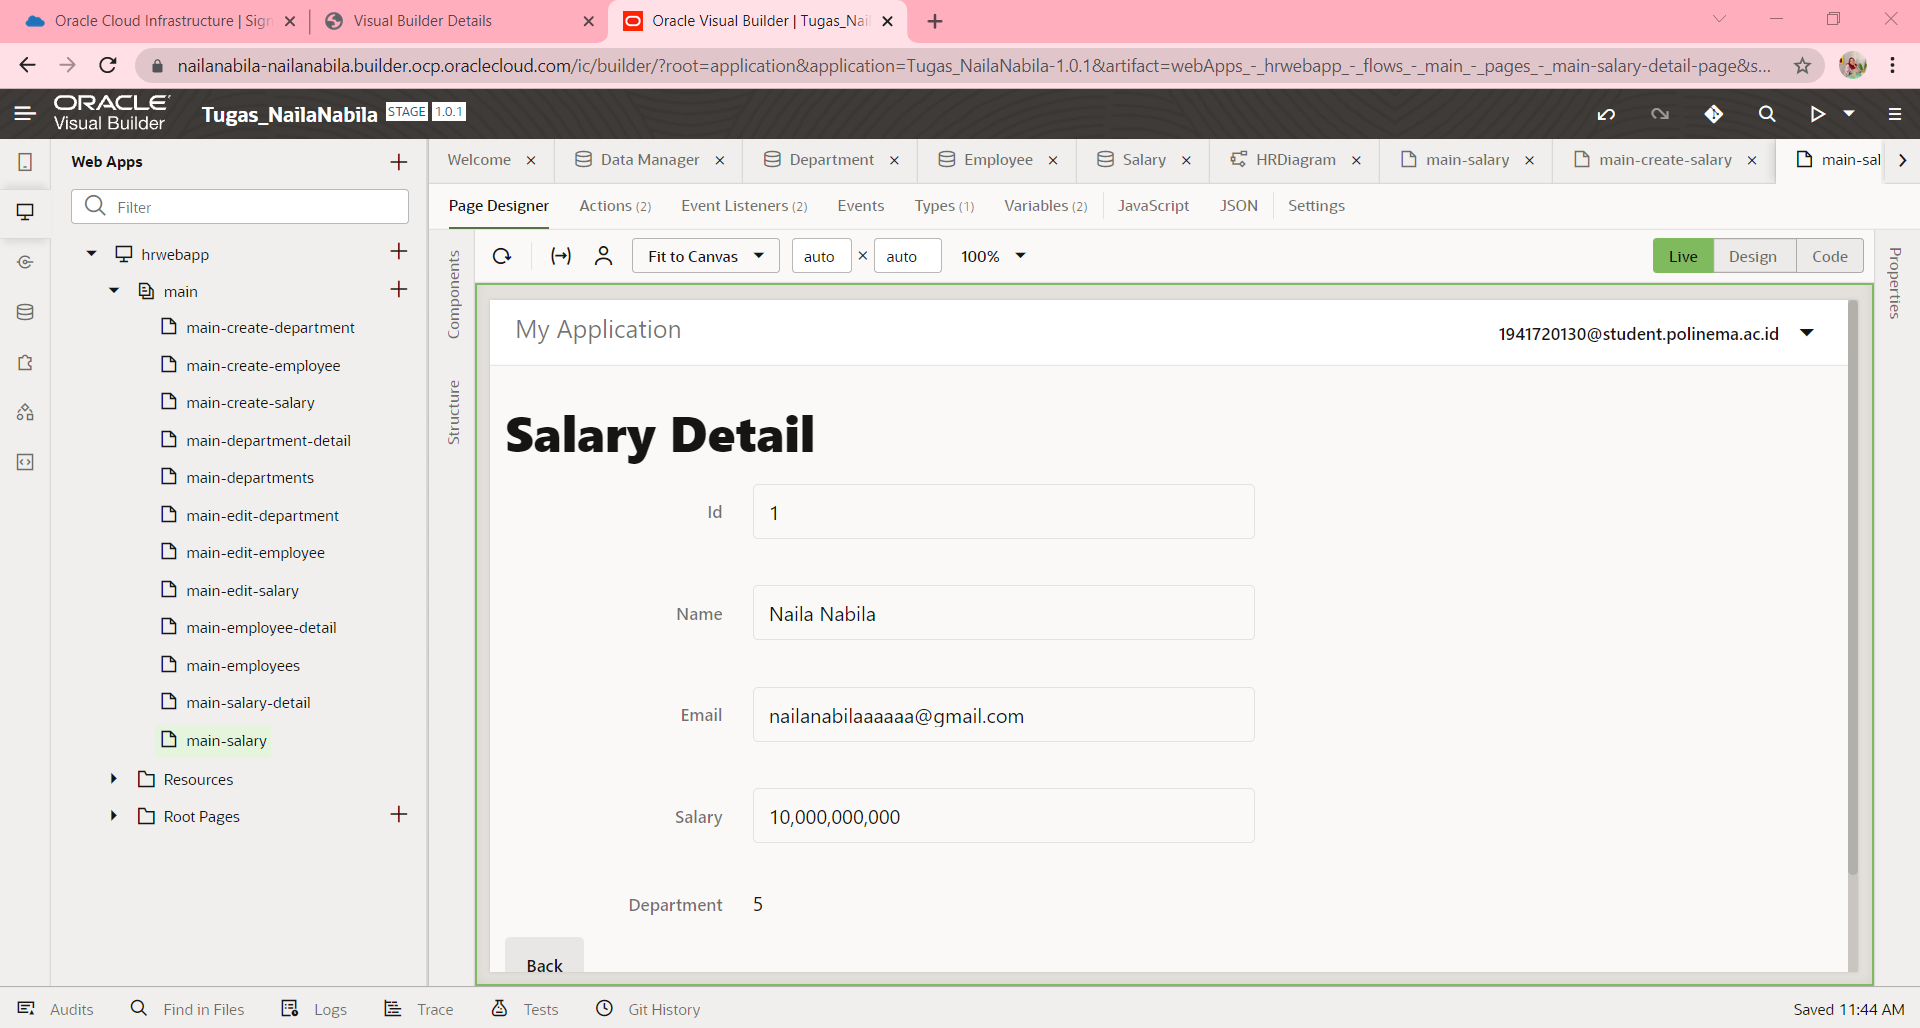 Oracle Cloud Infrastructure | Sign
Visual Builder Details
Oracle Visual Builder | Tugas_Nail
nailanabila-nailanabila.builder.ocp.oraclecloud.com/ic/builder/?root=application&application=Tugas_NailaNabila-1.0.1&artifact=webApps_-_hrwebapp_-_flows_-_main_-_pages_-_main-salary-detail-page&s...
ORACLE
Visual Builder
Tugas_NailaNabila STAGE 1.0.1
Web Apps
Filter
hrwebapp
main
main-create-department
main-create-employee
main-create-salary
main-department-detail
main-departments
main-edit-department
main-edit-employee
main-edit-salary
main-employee-detail
main-employees
main-salary-detail
main-salary
Resources
Root Pages
Welcome
Data Manager
Department
Employee
Salary
HRDiagram
main-salary
main-create-salary
main-sal
Page Designer
Actions (2)
Event Listeners (2)
Events
Types (1)
Variables (2)
JavaScript
JSON
Settings
Components
Structure
Fit to Canvas
auto × auto
100%
Live
Design
Code
Properties
My Application
1941720130@student.polinema.ac.id
Salary Detail
Id
1
Name
Naila Nabila
Email
nailanabilaaaaaa@gmail.com
Salary
10,000,000,000
Department
5
Back
Audits
Find in Files
Logs
Trace
Tests
Git History
Saved 11:44 AM